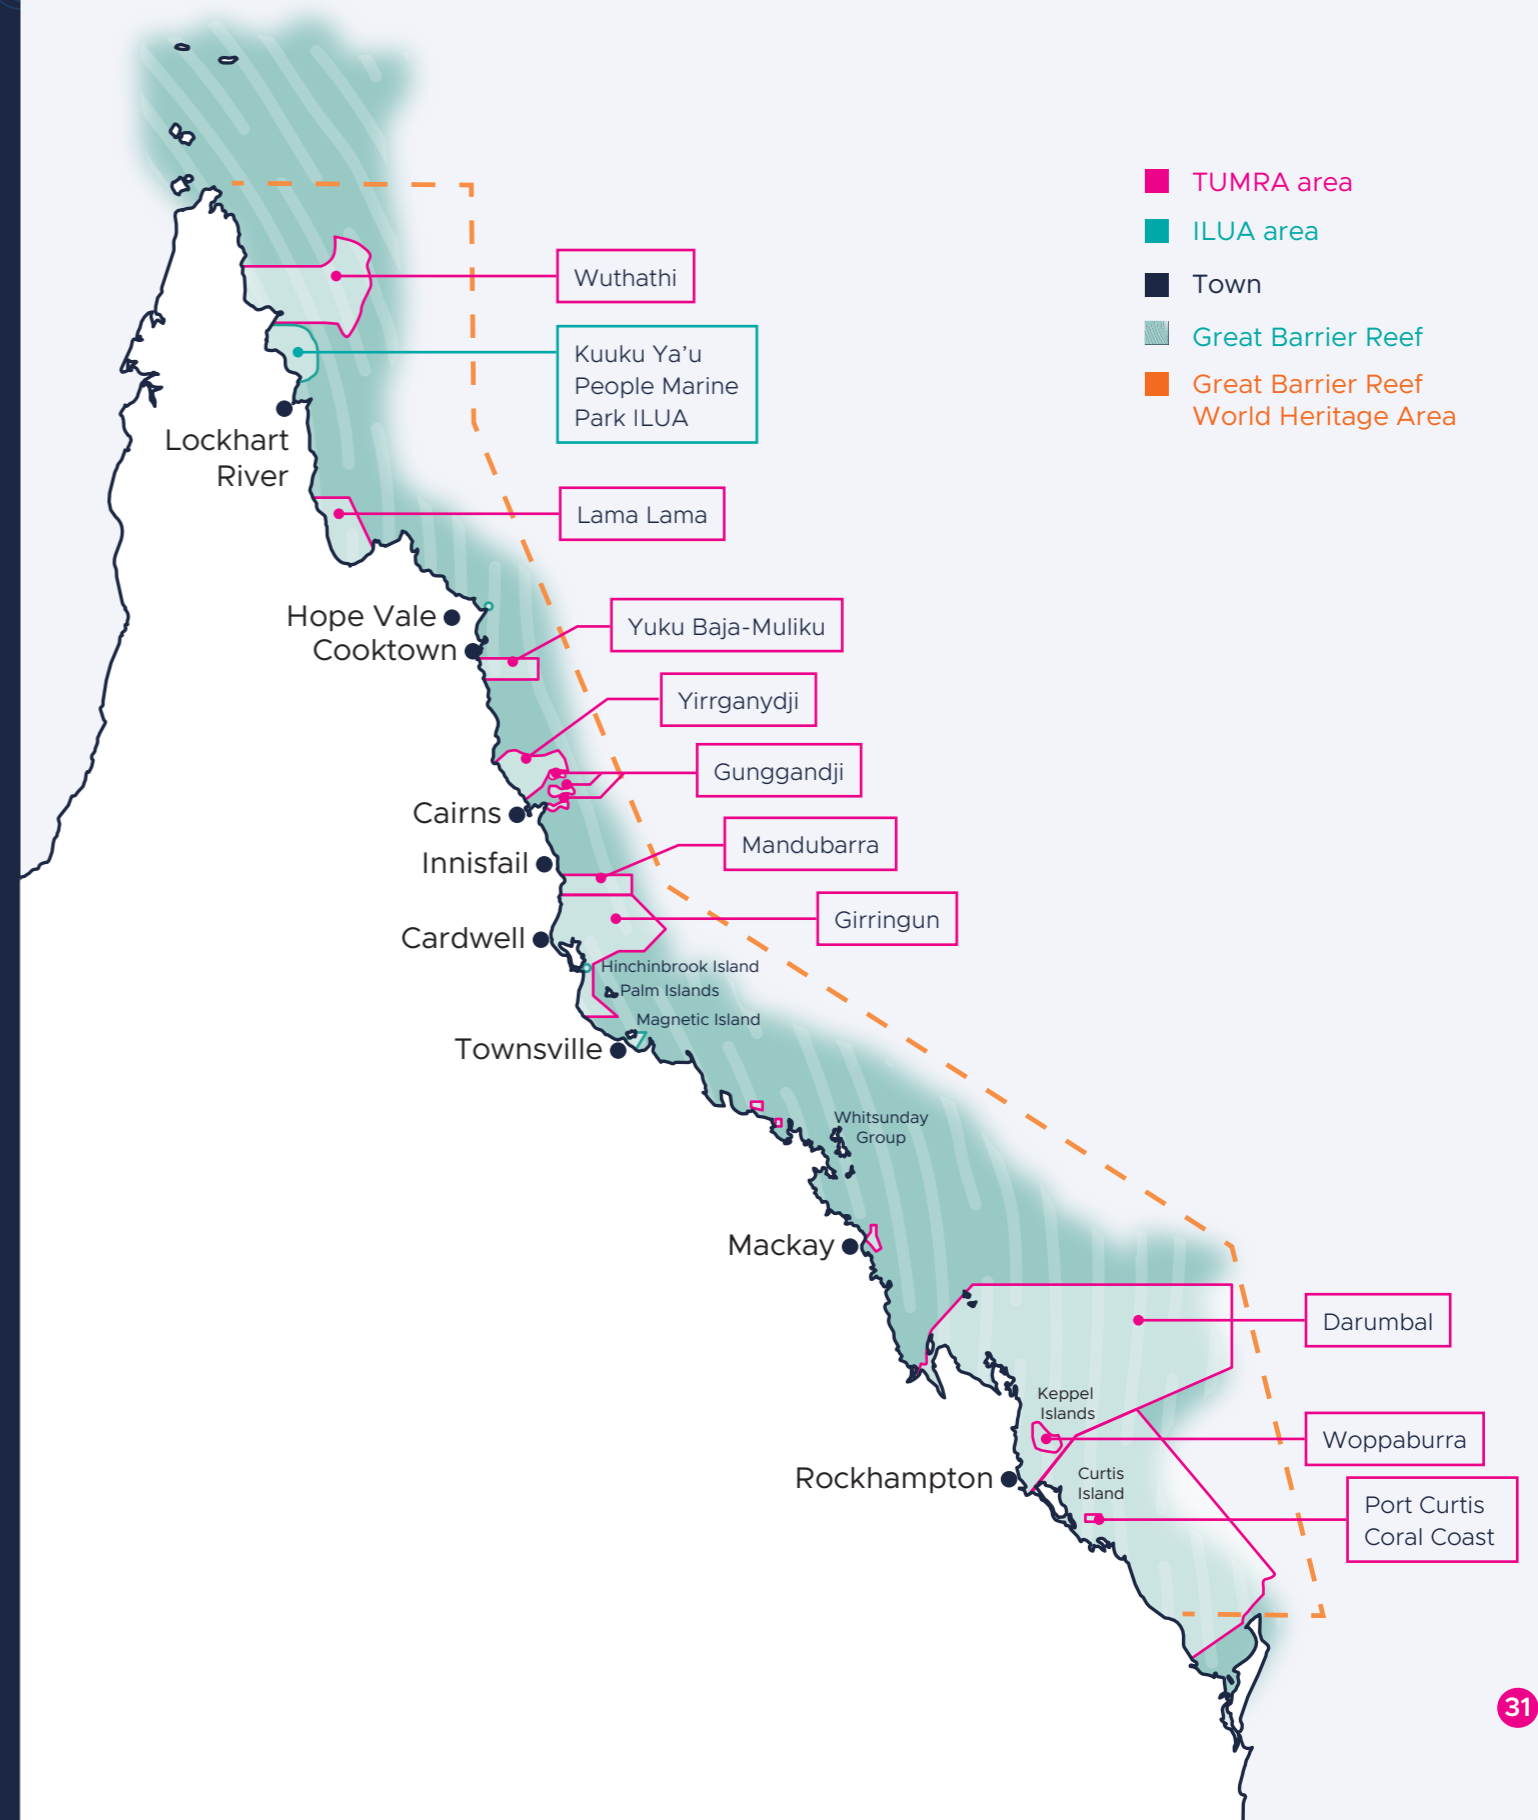 TUMRA area
ILUA area
Town
Great Barrier Reef
Great Barrier Reef
World Heritage Area
Wuthathi
Kuuku Ya’u
People Marine
Park ILUA
Lockhart
River
Lama Lama
Hope Vale
Cooktown
Yuku Baja-Muliku
Yirrganydji
Gunggandji
Cairns
Mandubarra
Innisfail
Girringun
Cardwell
Hinchinbrook Island
Palm Islands
Magnetic Island
Townsville
Whitsunday
Group
Mackay
Darumbal
Keppel
Islands
Woppaburra
Rockhampton
Curtis
Island
Port Curtis
Coral Coast
31